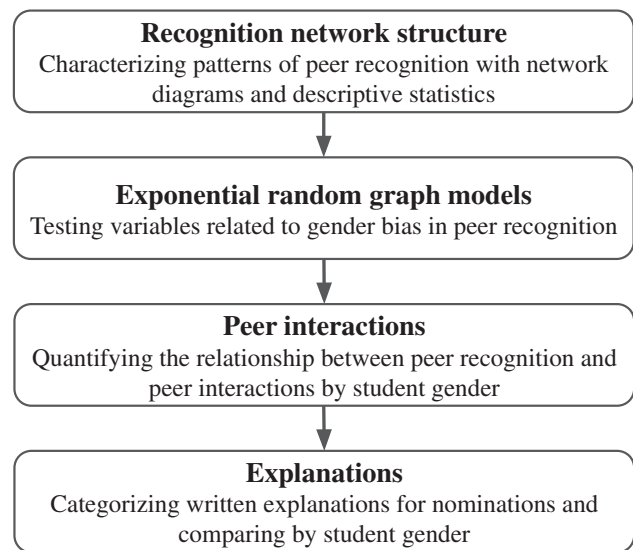 Recognition network structure
Characterizing patterns of peer recognition with network
diagrams and descriptive statistics
Exponential random graph models
Testing variables related to gender bias in peer recognition
Peer interactions
Quantifying the relationship between peer recognition and
peer interactions by student gender
Explanations
Categorizing written explanations for nominations and
comparing by student gender